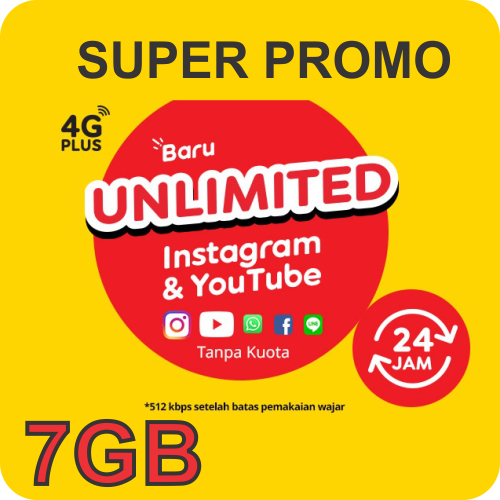 SUPER PROMO
4G
PLUS
Baru
UNLIMITED
Instagram
& YouTube
LINE
Tanpa Kuota
24
JAM
*512 kbps setelah batas pemakaian wajar
7GB